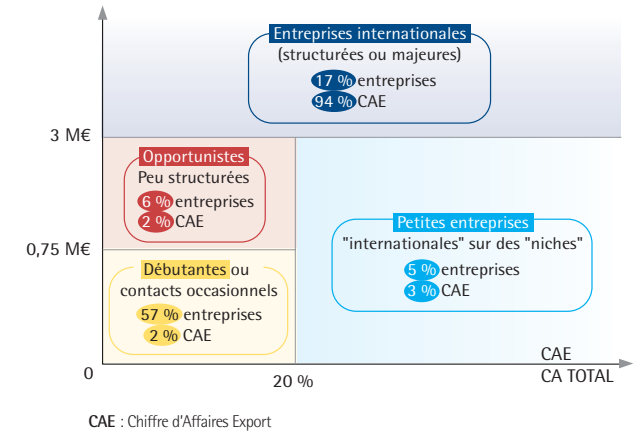 Entreprises internationales
(structurées ou majeures)
17 % entreprises
94 % CAE
3 M€
Opportunistes
Peu structurées
6 % entreprises
2 % CAE
Petites entreprises
"internationales" sur des "niches"
5 % entreprises
3 % CAE
0,75 M€
Débutantes ou
contacts occasionnels
57 % entreprises
2 % CAE
CAE
CA TOTAL
0
20 %
CAE : Chiffre d'Affaires Export